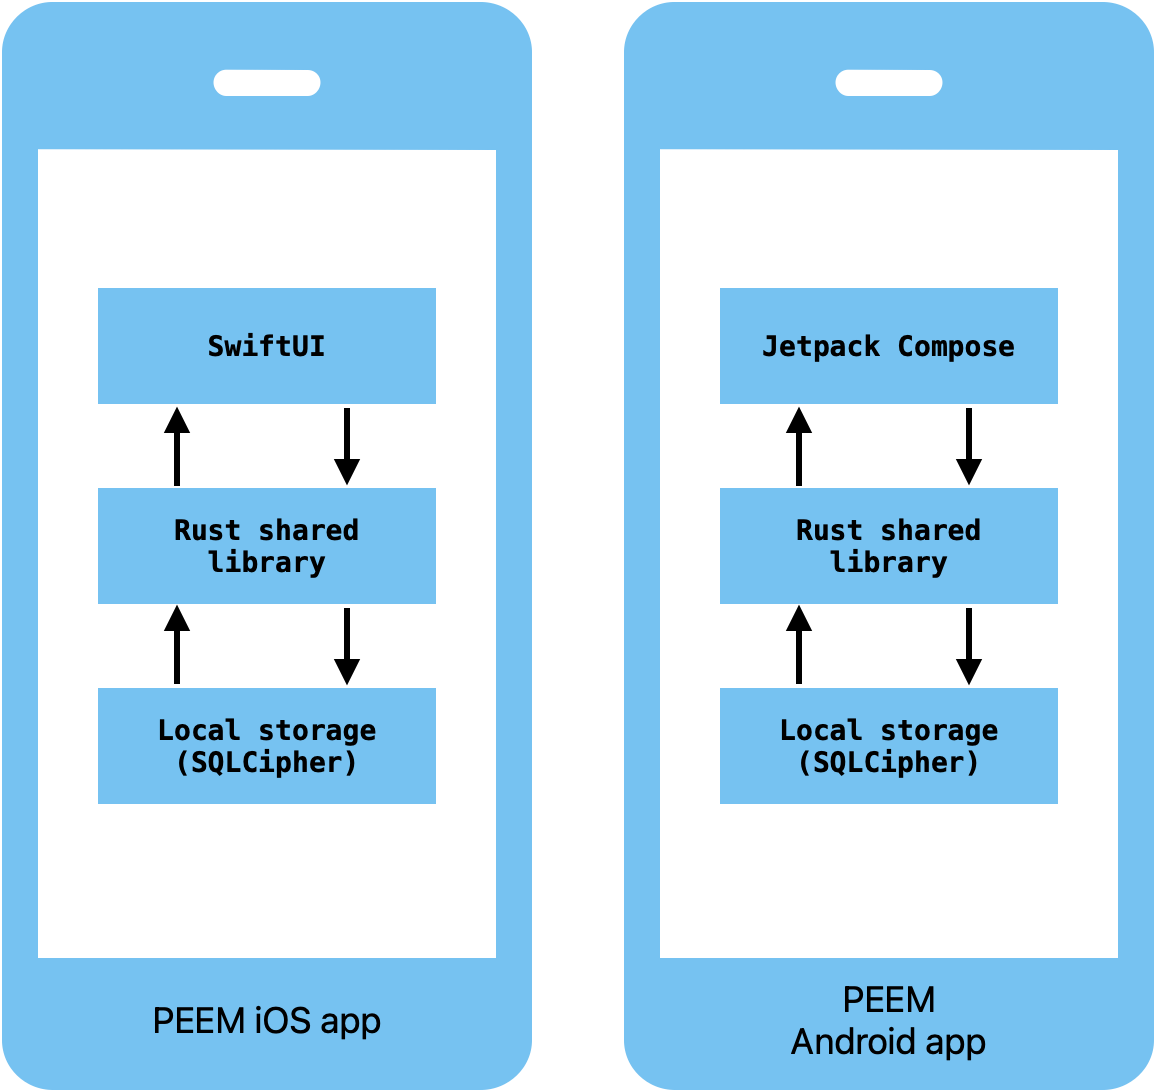 SwiftUI
Rust shared
library
Local storage
(SQLCipher)
PEEM iOS app
Jetpack Compose
Rust shared
library
Local storage
(SQLCipher)
PEEM
Android app